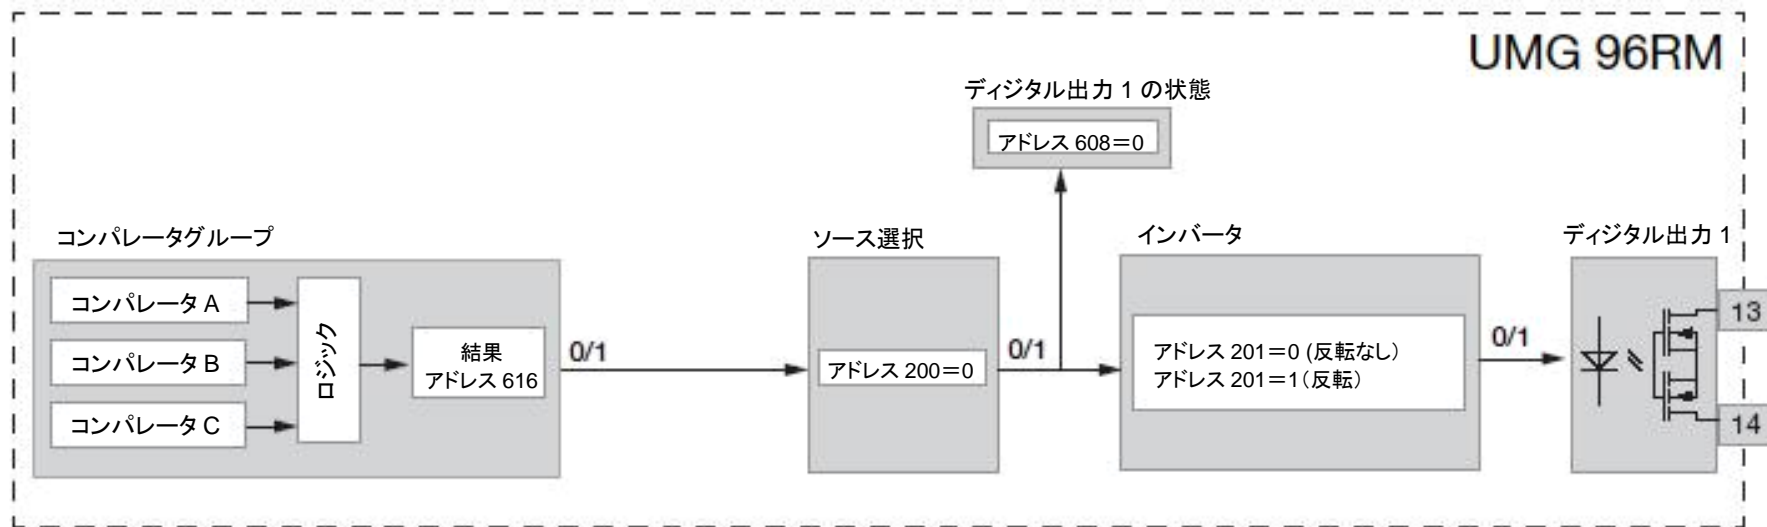 UMG 96RM
ディジタル出力 1 の状態
アドレス 608＝0
コンパレータグループ
コンパレータ A
コンパレータ B
コンパレータ C
ロジック
結果
アドレス 616
0/1
ソース選択
アドレス 200＝0
0/1
インバータ
アドレス 201＝0 (反転なし)
アドレス 201＝1（反転）
0/1
ディジタル出力 1
13
14